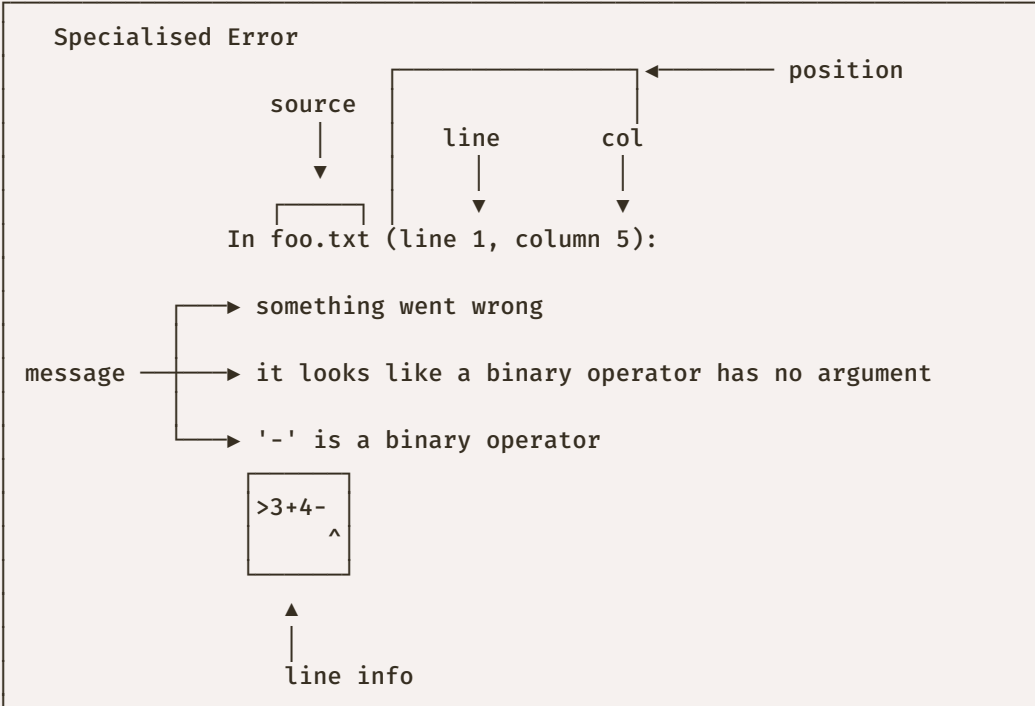 Specialised Error
position
source
line col
In foo.txt (line 1, column 5):
something went wrong
message it looks like a binary operator has no argument
'-' is a binary operator
>3+4-
^
line info